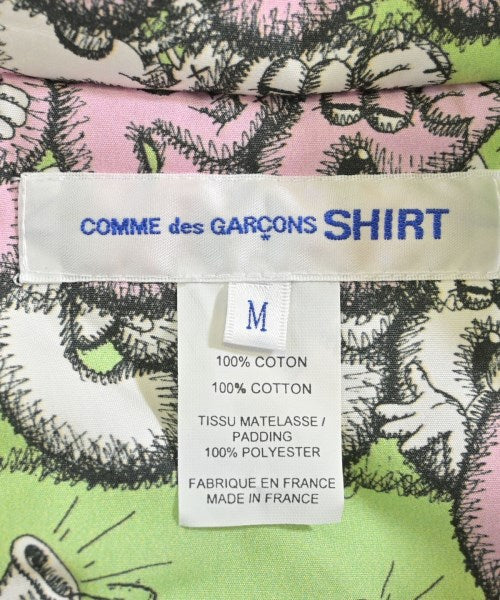 COMME des GARÇONS SHIRT
M
100% COTON
100% COTTON
TISSU MATELASSE /
PADDING
100% POLYESTER
FABRIQUE EN FRANCE
MADE IN FRANCE